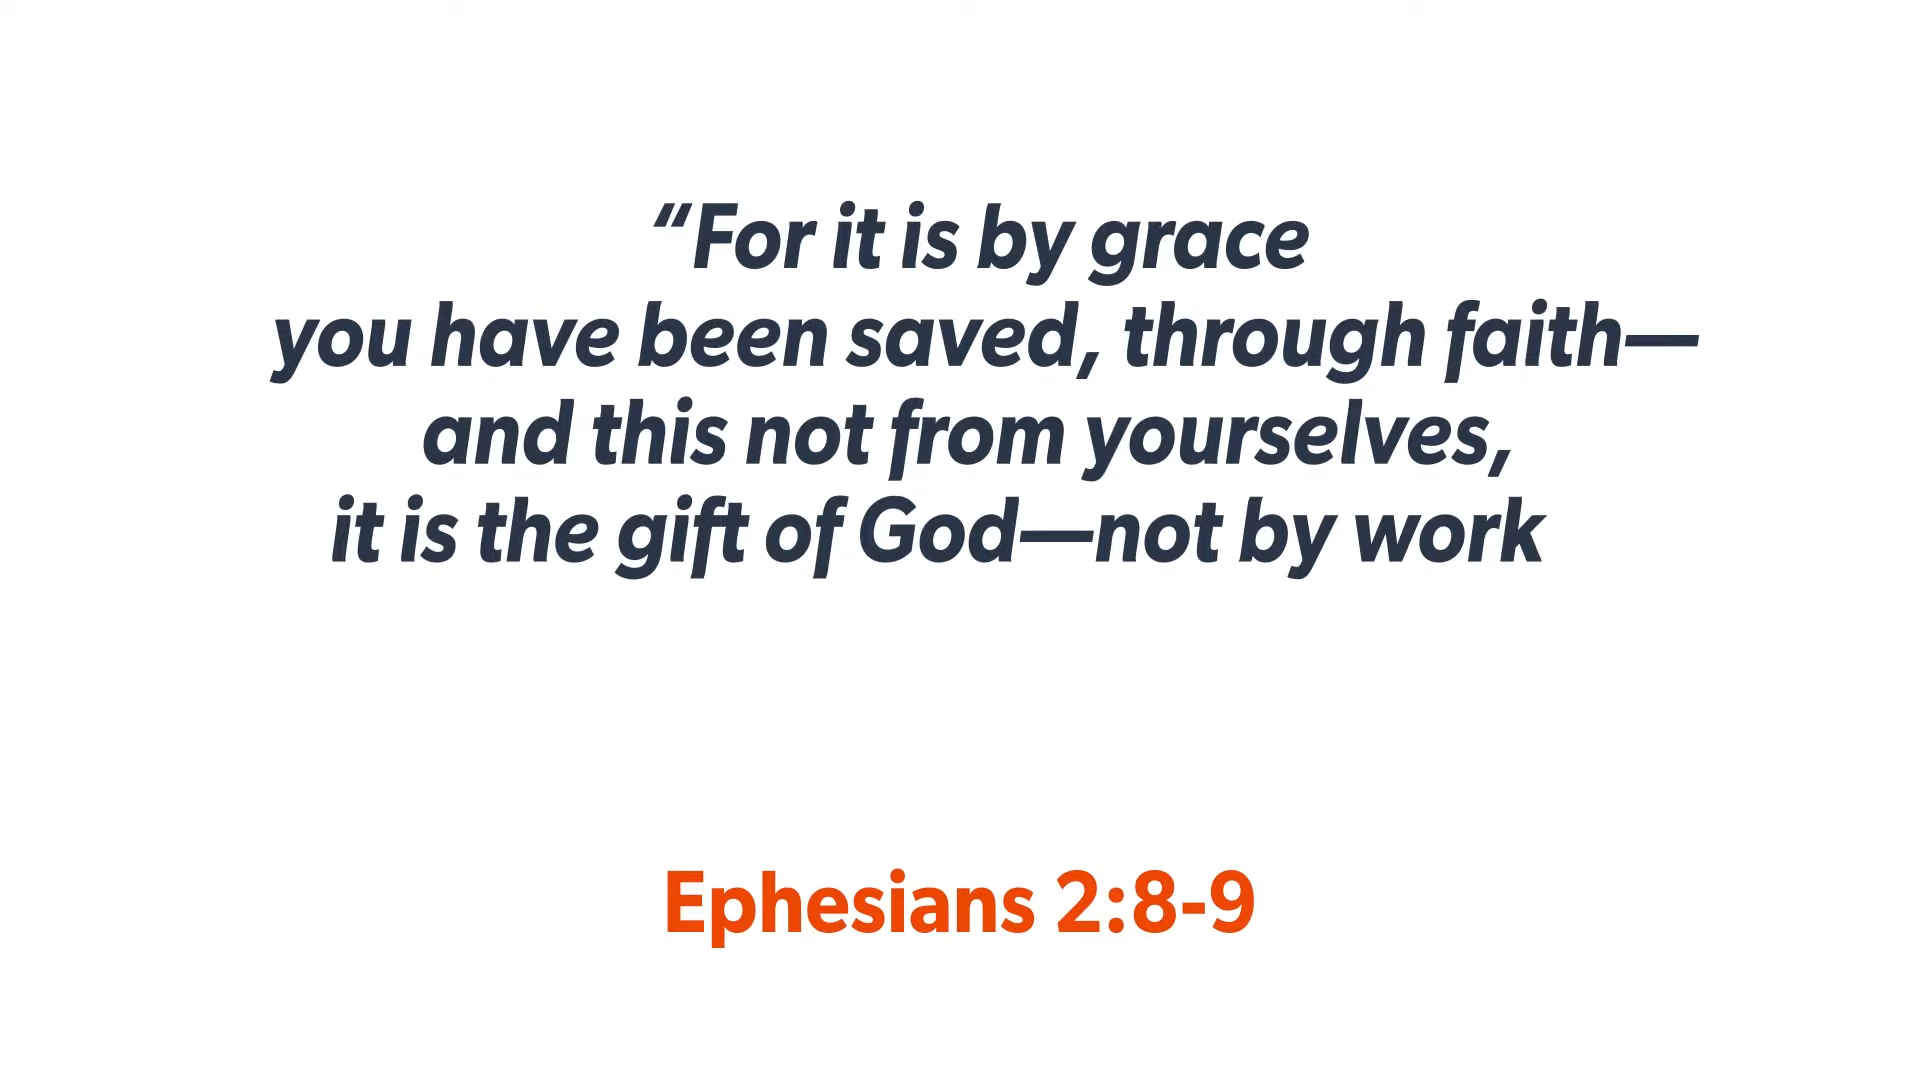 “For it is by grace
you have been saved, through faith—
and this not from yourselves,
it is the gift of God—not by work
Ephesians 2:8-9